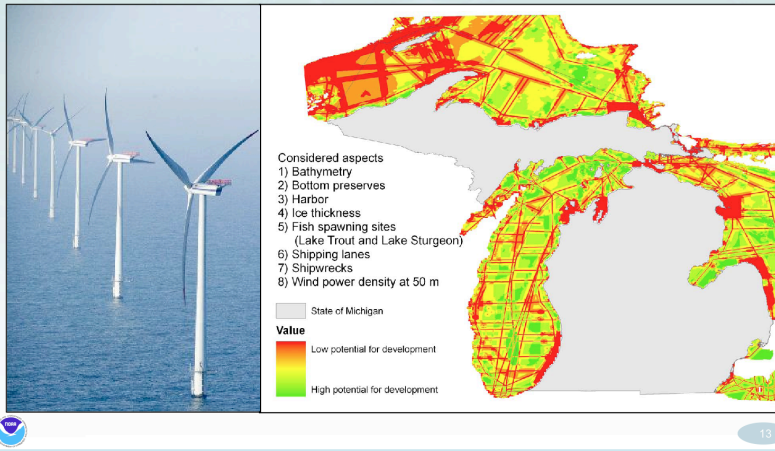 Considered aspects
1) Bathymetry
2) Bottom preserves
3) Harbor
4) Ice thickness
5) Fish spawning sites
(Lake Trout and Lake Sturgeon)
6) Shipping lanes
7) Shipwrecks
8) Wind power density at 50 m
State of Michigan
Value
Low potential for development
High potential for development
NOAA
13